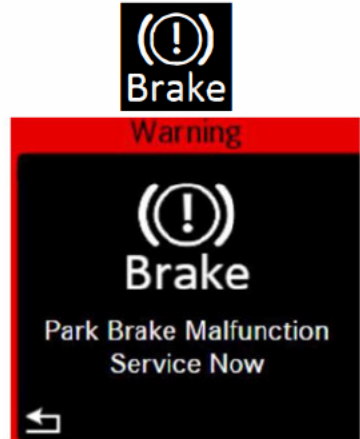 (!)
Brake
Warning
(!)
Brake
Park Brake Malfunction
Service Now